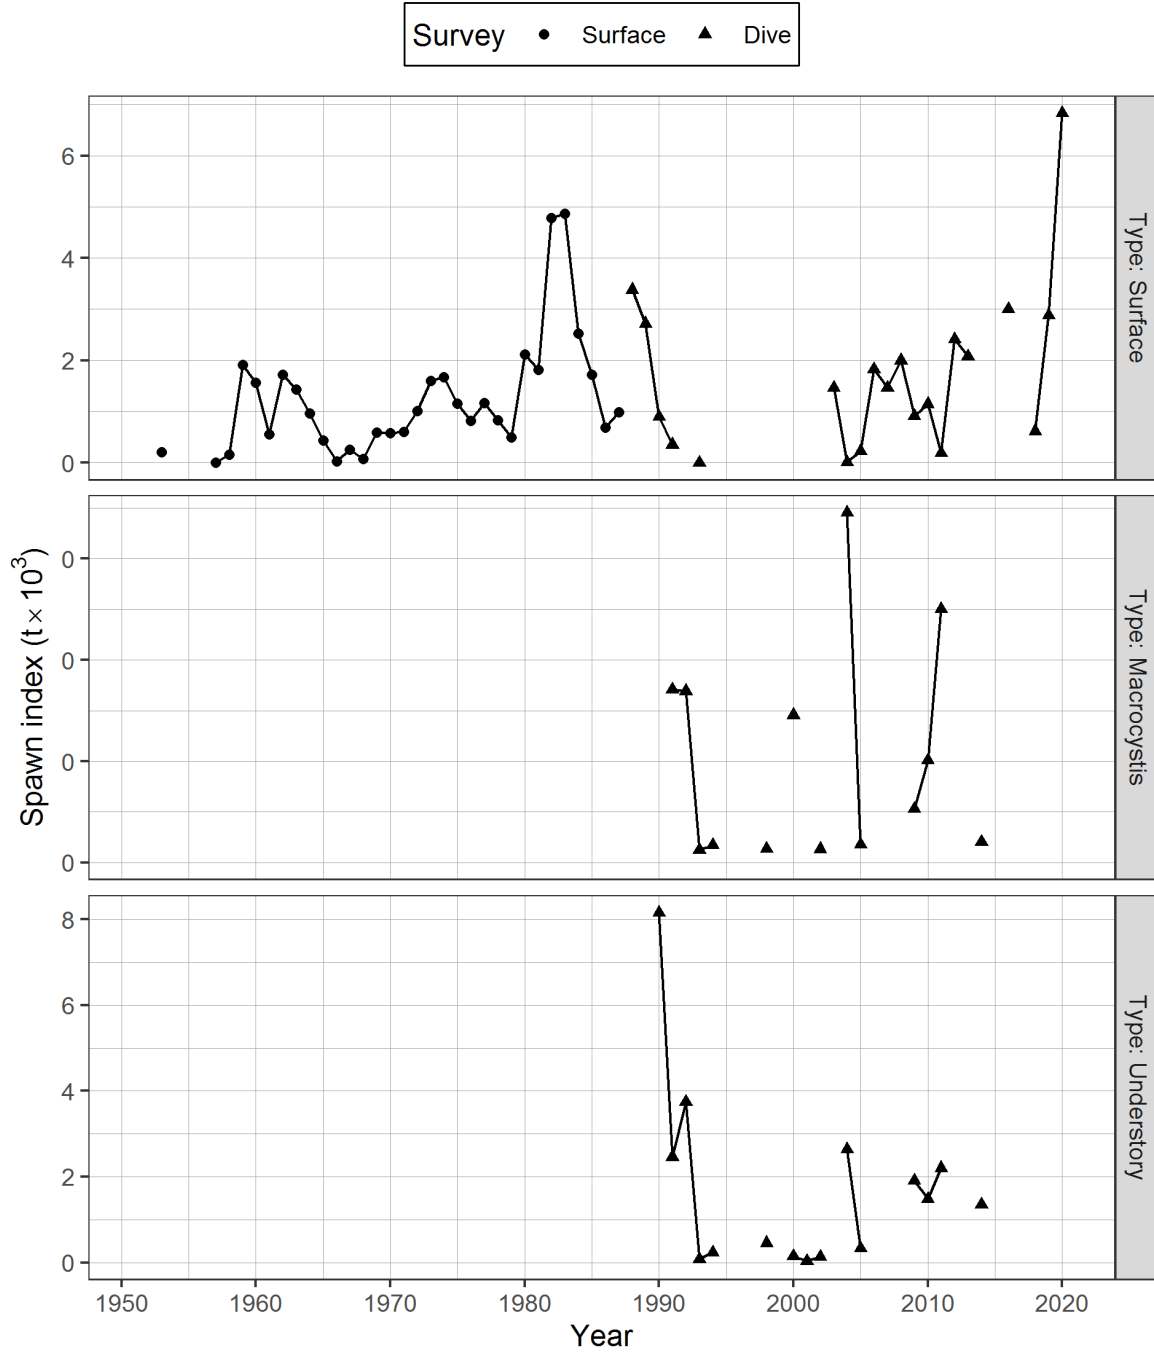 Survey Surface Dive
6
4
2
0
Type: Surface
Spawn index (t × 10³)
0
0
0
0
Type: Macrocystis
8
6
4
2
0
Type: Understory
1950 1960 1970 1980 1990 2000 2010 2020
Year